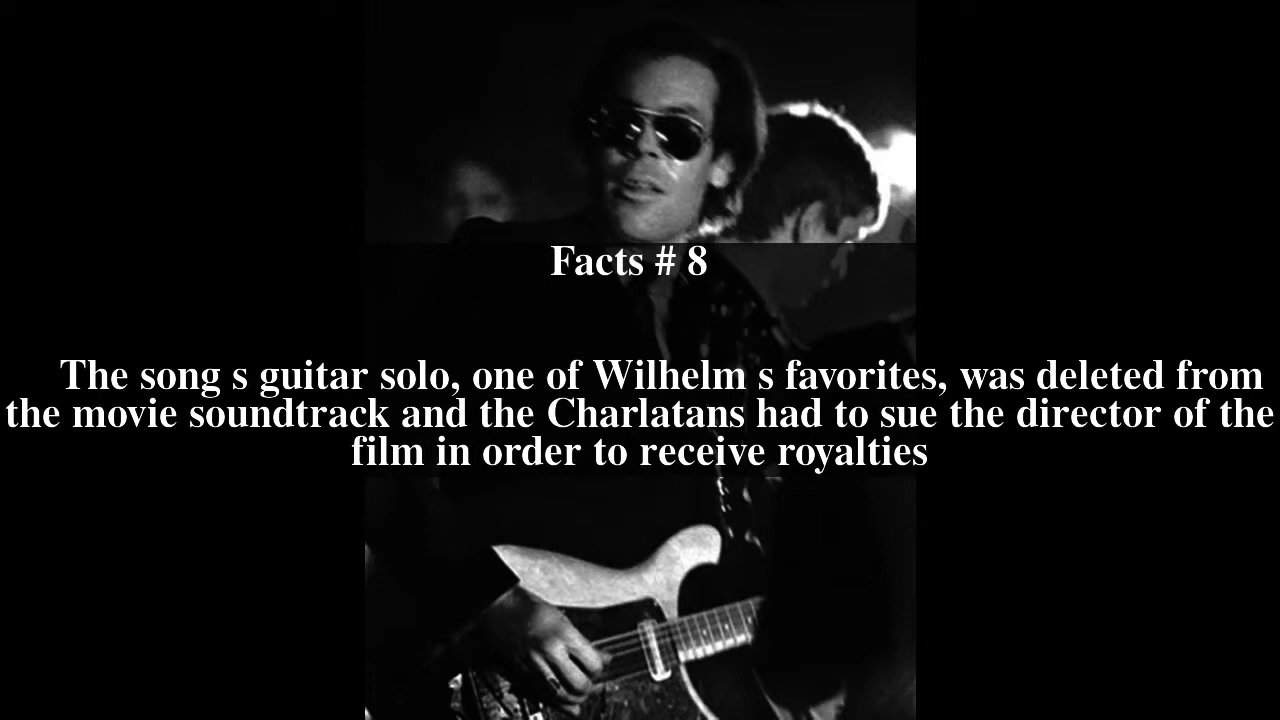 Facts # 8
The song s guitar solo, one of Wilhelm s favorites, was deleted from
the movie soundtrack and the Charlatans had to sue the director of the
film in order to receive royalties